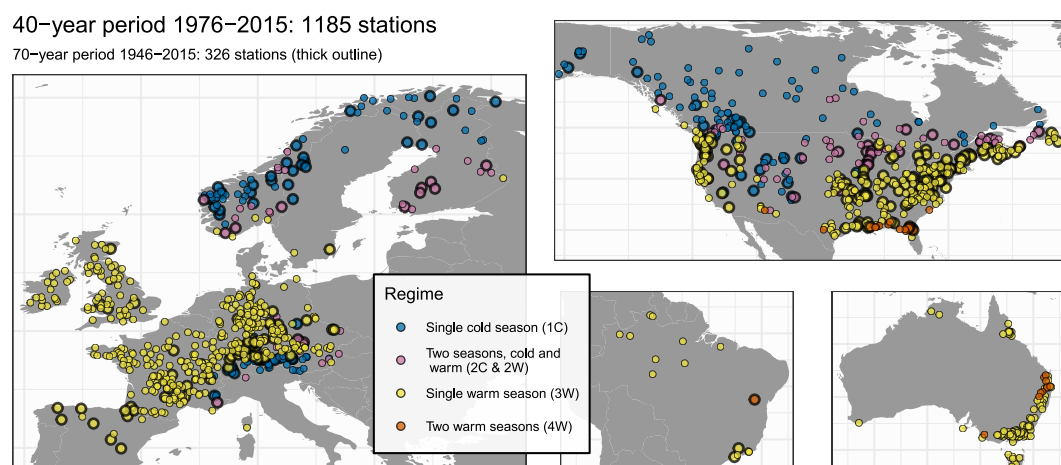 40−year period 1976−2015: 1185 stations
70−year period 1946−2015: 326 stations (thick outline)
Regime
Single cold season (1C)
Two seasons, cold and
warm (2C & 2W)
Single warm season (3W)
Two warm seasons (4W)